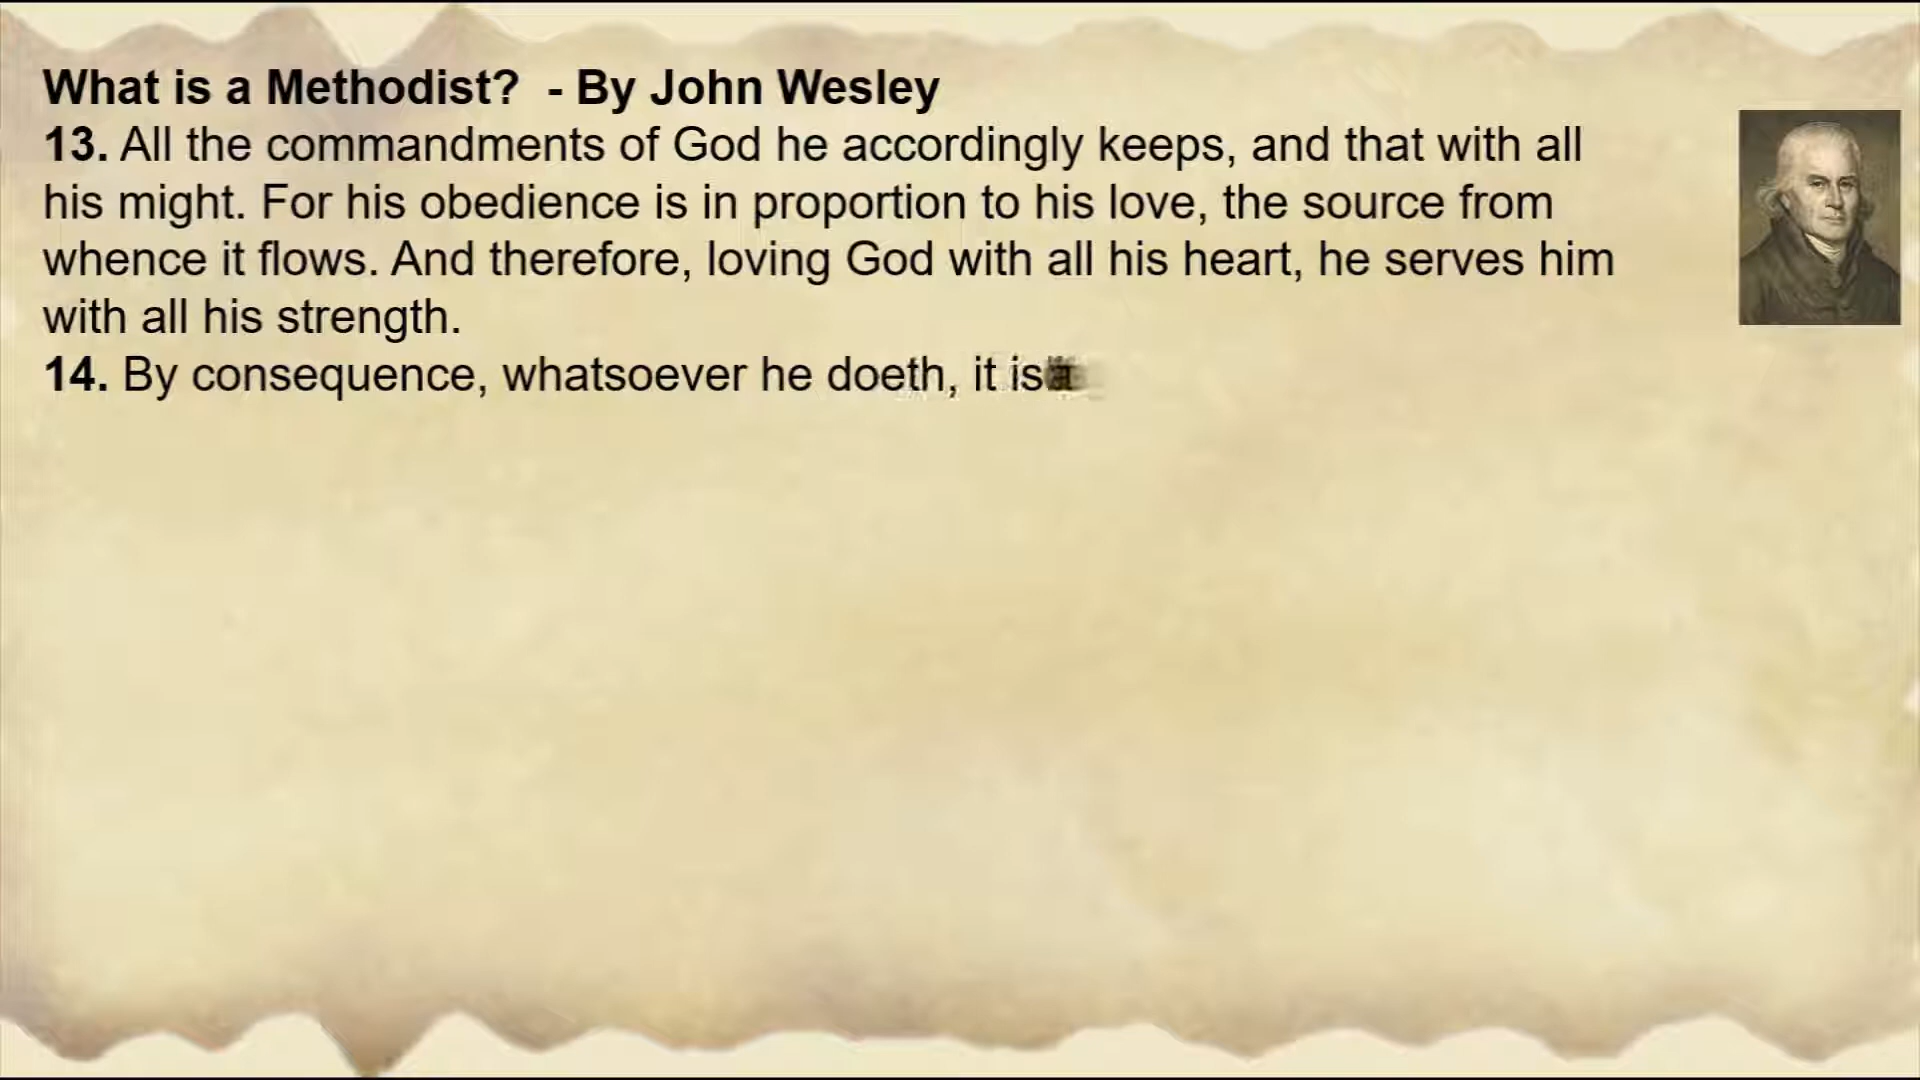 What is a Methodist?  - By John Wesley
13. All the commandments of God he accordingly keeps, and that with all
his might. For his obedience is in proportion to his love, the source from
whence it flows. And therefore, loving God with all his heart, he serves him
with all his strength.
14. By consequence, whatsoever he doeth, it is